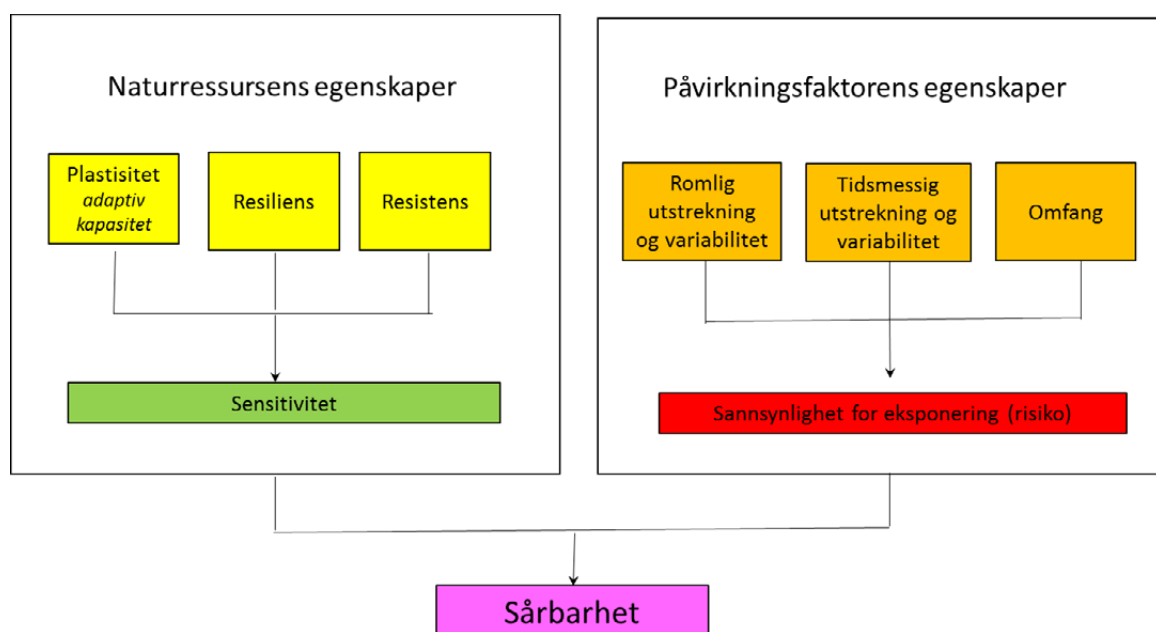 Naturressursens egenskaper
Plastisitet
adaptiv
kapasitet
Resiliens
Resistens
Sensitivitet
Påvirkningsfaktorens egenskaper
Romlig
utstrekning
og variabilitet
Tidsmessig
utstrekning og
variabilitet
Omfang
Sannsynlighet for eksponering (risiko)
Sårbarhet